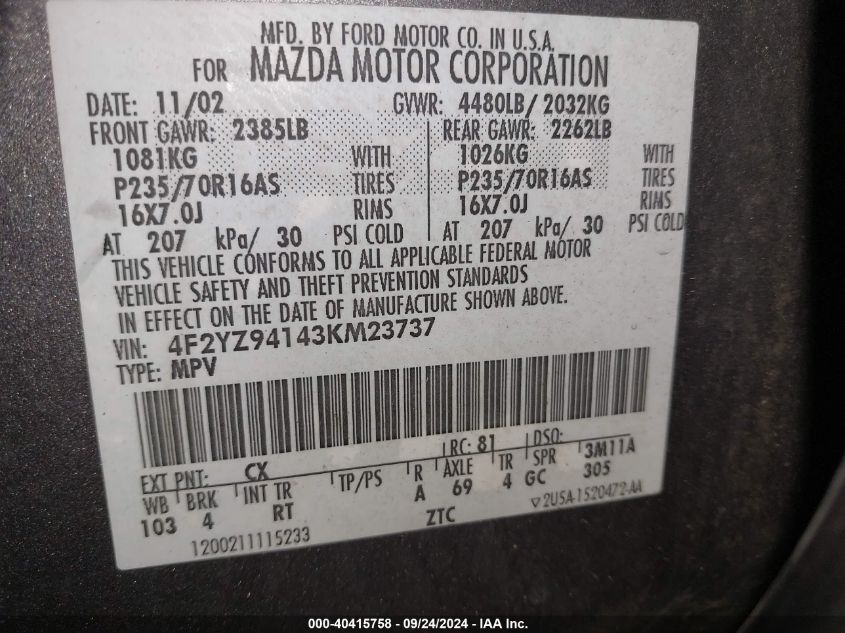 MFD. BY FORD MOTOR CO. IN U.S.A.
FOR MAZDA MOTOR CORPORATION
DATE: 11/02 GVWR: 4480LB/ 2032KG
FRONT GAWR: 2385LB REAR GAWR: 2262LB
1081KG WITH 1026KG WITH
P235/70R16AS TIRES P235/70R16AS TIRES
16X7.0J RIMS 16X7.0J RIMS
AT 207 kPa/ 30 PSI COLD AT 207 kPa/ 30 PSI COLD
THIS VEHICLE CONFORMS TO ALL APPLICABLE FEDERAL MOTOR
VEHICLE SAFETY AND THEFT PREVENTION STANDARDS
IN EFFECT ON THE DATE OF MANUFACTURE SHOWN ABOVE.
VIN: 4F2YZ94143KM23737
TYPE: MPV
EXT PNT: CX RC: 81 DSO:
WB BRK INT TR TP/PS R AXLE TR SPR 3M11A
103 4 RT A 69 4 GC 305
1200211115233 ZTC ▽2USA-1520472-AA
000-40415758 - 09/24/2024 - IAA Inc.